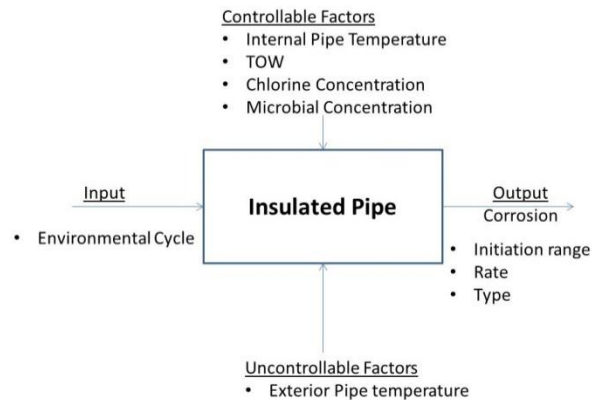 Controllable Factors
• Internal Pipe Temperature
• TOW
• Chlorine Concentration
• Microbial Concentration
Input
• Environmental Cycle
Insulated Pipe
Output
Corrosion
• Initiation range
• Rate
• Type
Uncontrollable Factors
• Exterior Pipe temperature